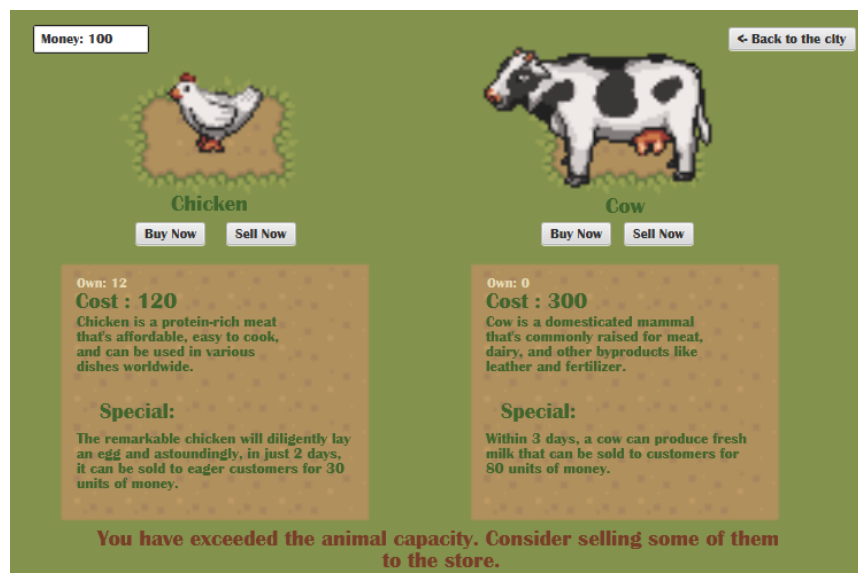 Money: 100
<- Back to the city
Chicken
Buy Now
Sell Now
Cow
Buy Now
Sell Now
Own: 12
Cost : 120
Chicken is a protein-rich meat
that's affordable, easy to cook,
and can be used in various
dishes worldwide.
Special:
The remarkable chicken will diligently lay
an egg and astoundingly, in just 2 days,
it can be sold to eager customers for 30
units of money.
Own: 0
Cost : 300
Cow is a domesticated mammal
that's commonly raised for meat,
dairy, and other byproducts like
leather and fertilizer.
Special:
Within 3 days, a cow can produce fresh
milk that can be sold to customers for
80 units of money.
You have exceeded the animal capacity. Consider selling some of them
to the store.